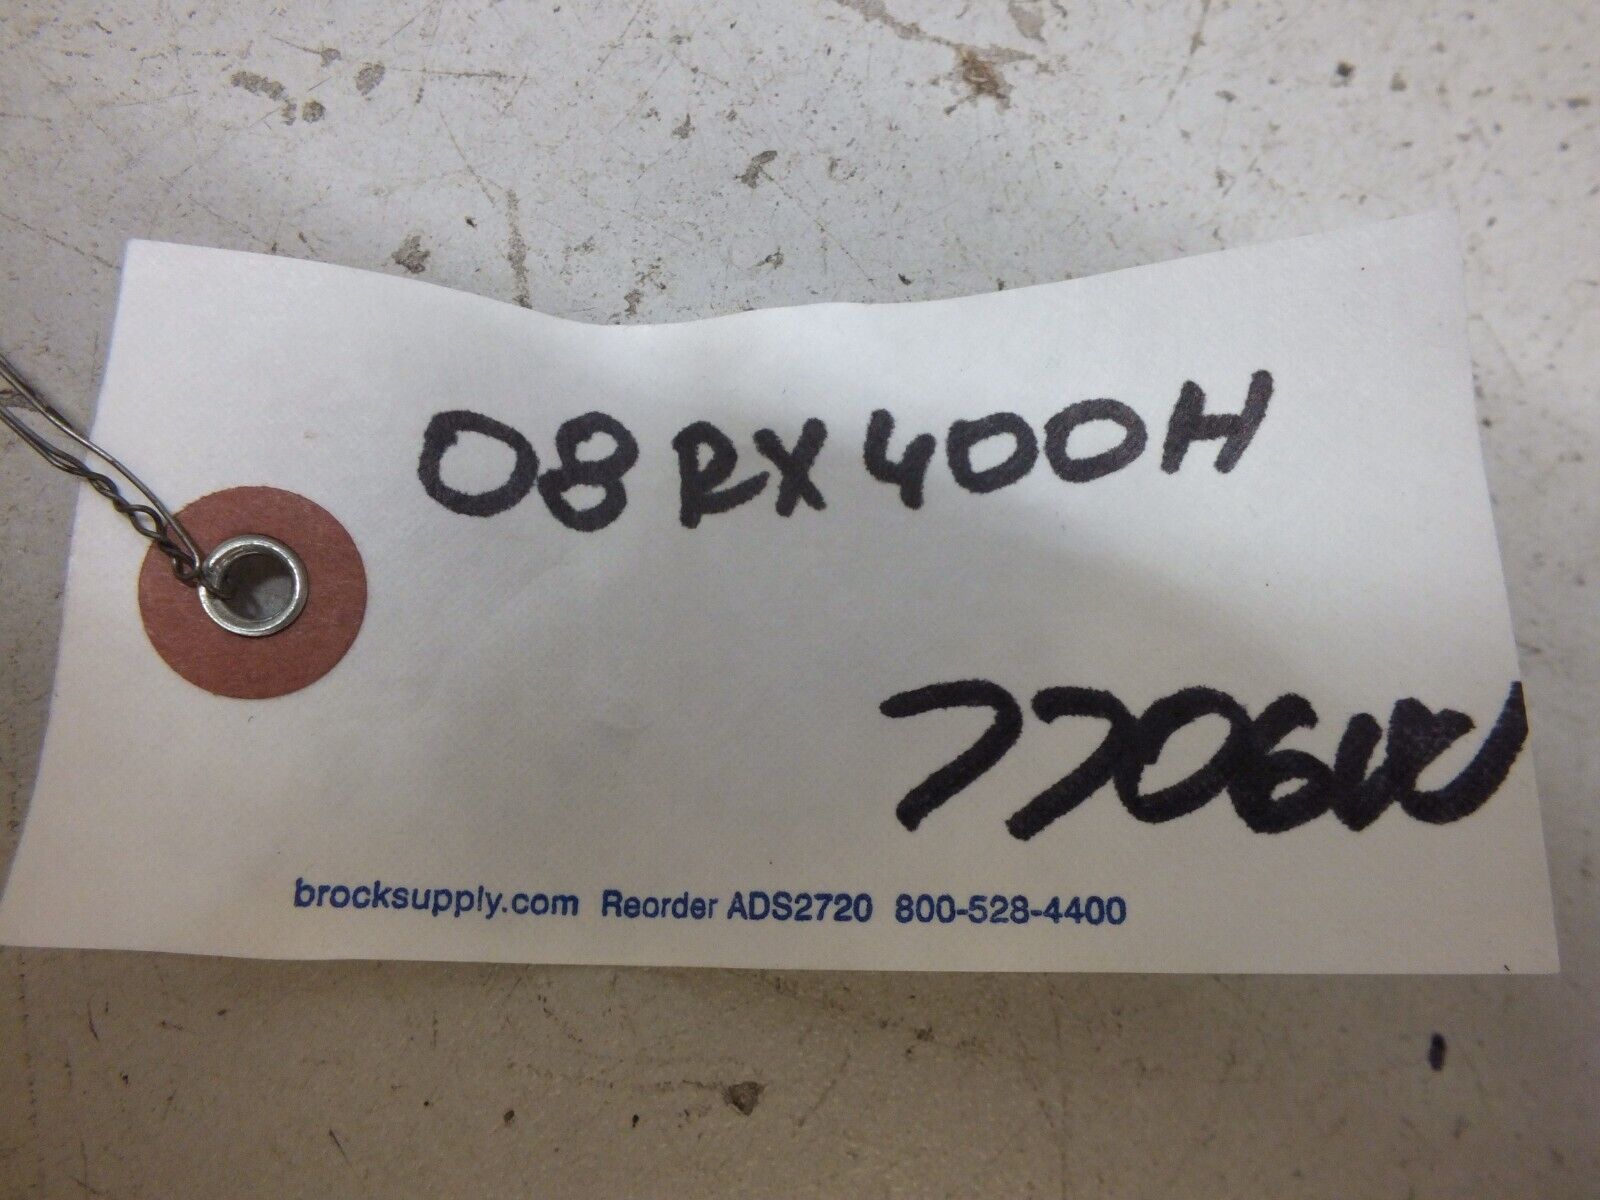 08 RX 400H
7706W
brocksupply.com Reorder ADS2720 800-528-4400